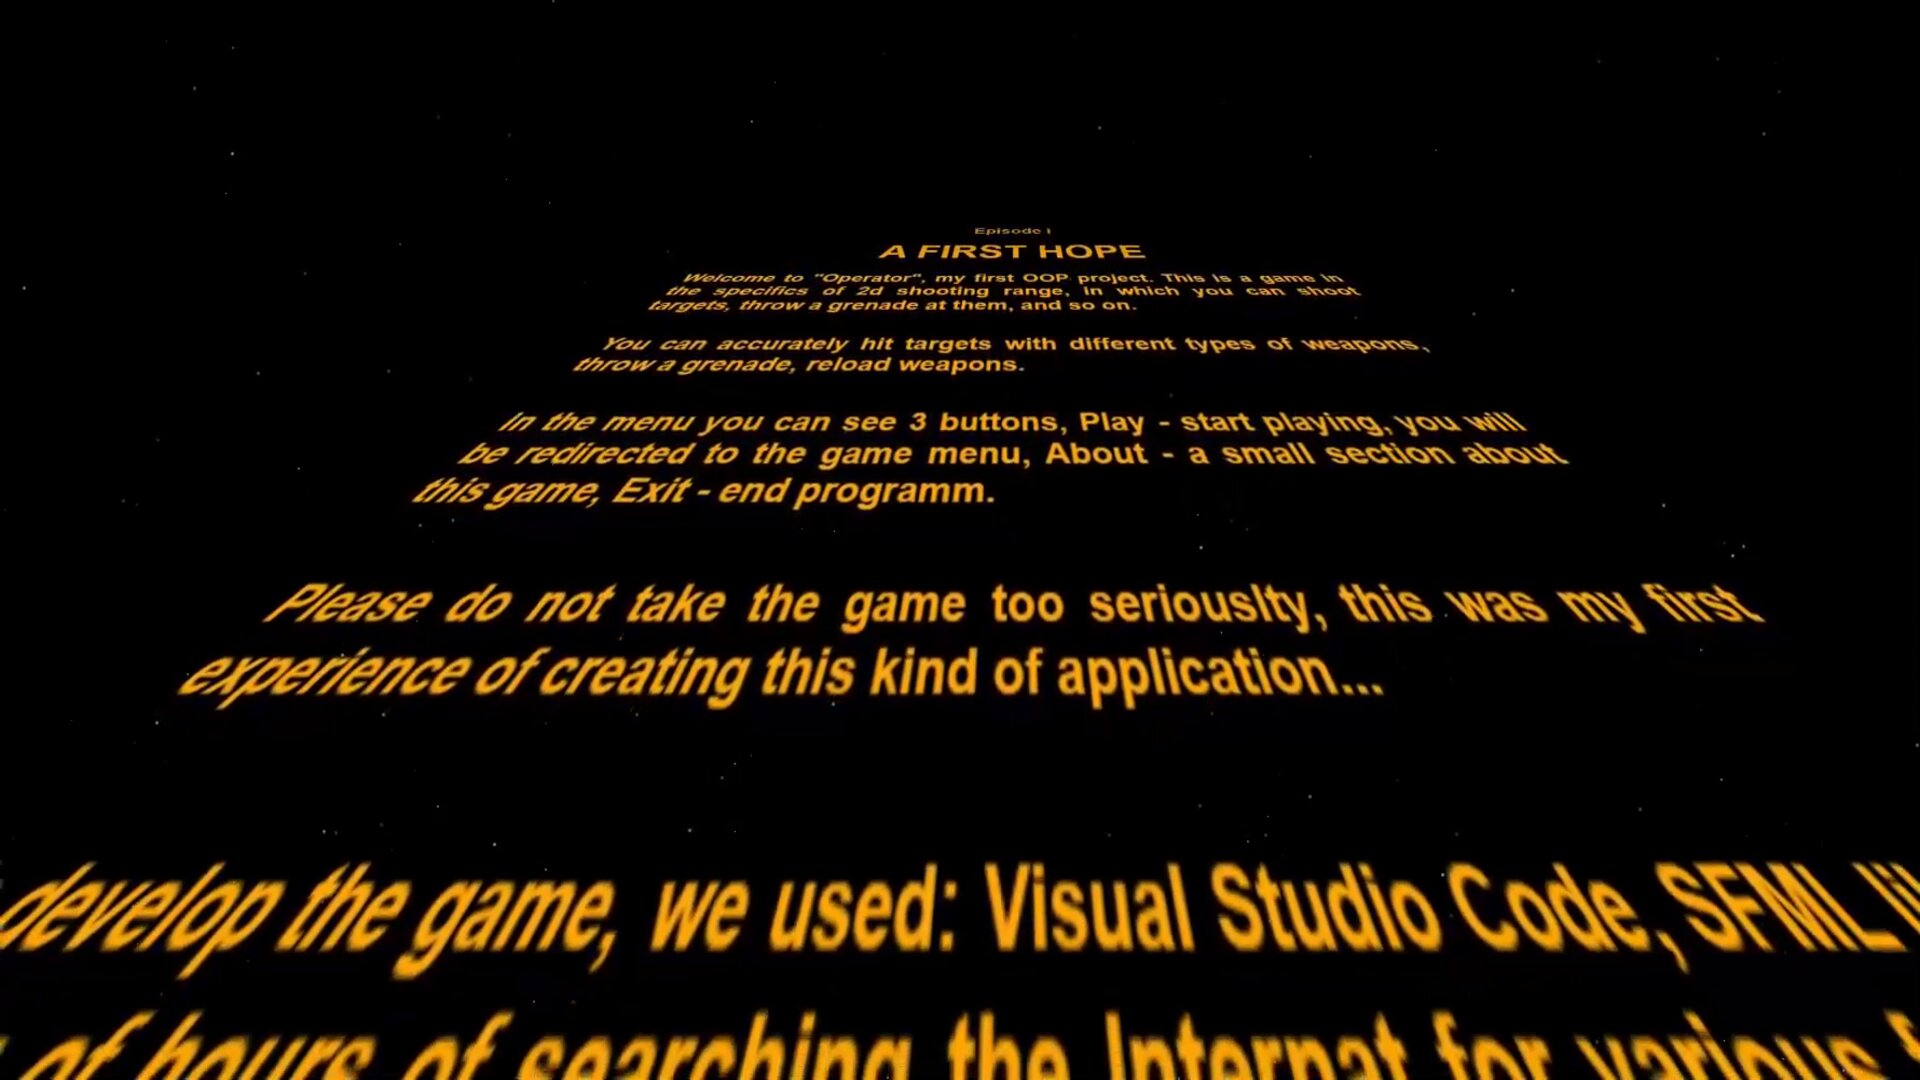 Episode I
A FIRST HOPE
Welcome to "Operator", my first OOP project. This is a game in
the specifics of 2d shooting range, in which you can shoot
targets, throw a grenade at them, and so on.
You can accurately hit targets with different types of weapons,
throw a grenade, reload weapons.
In the menu you can see 3 buttons, Play - start playing, you will
be redirected to the game menu, About - a small section about
this game, Exit - end programm.
Please do not take the game too seriouslty, this was my first
experience of creating this kind of application...
develop the game, we used: Visual Studio Code, SFML
of hours of searching the Internat for various